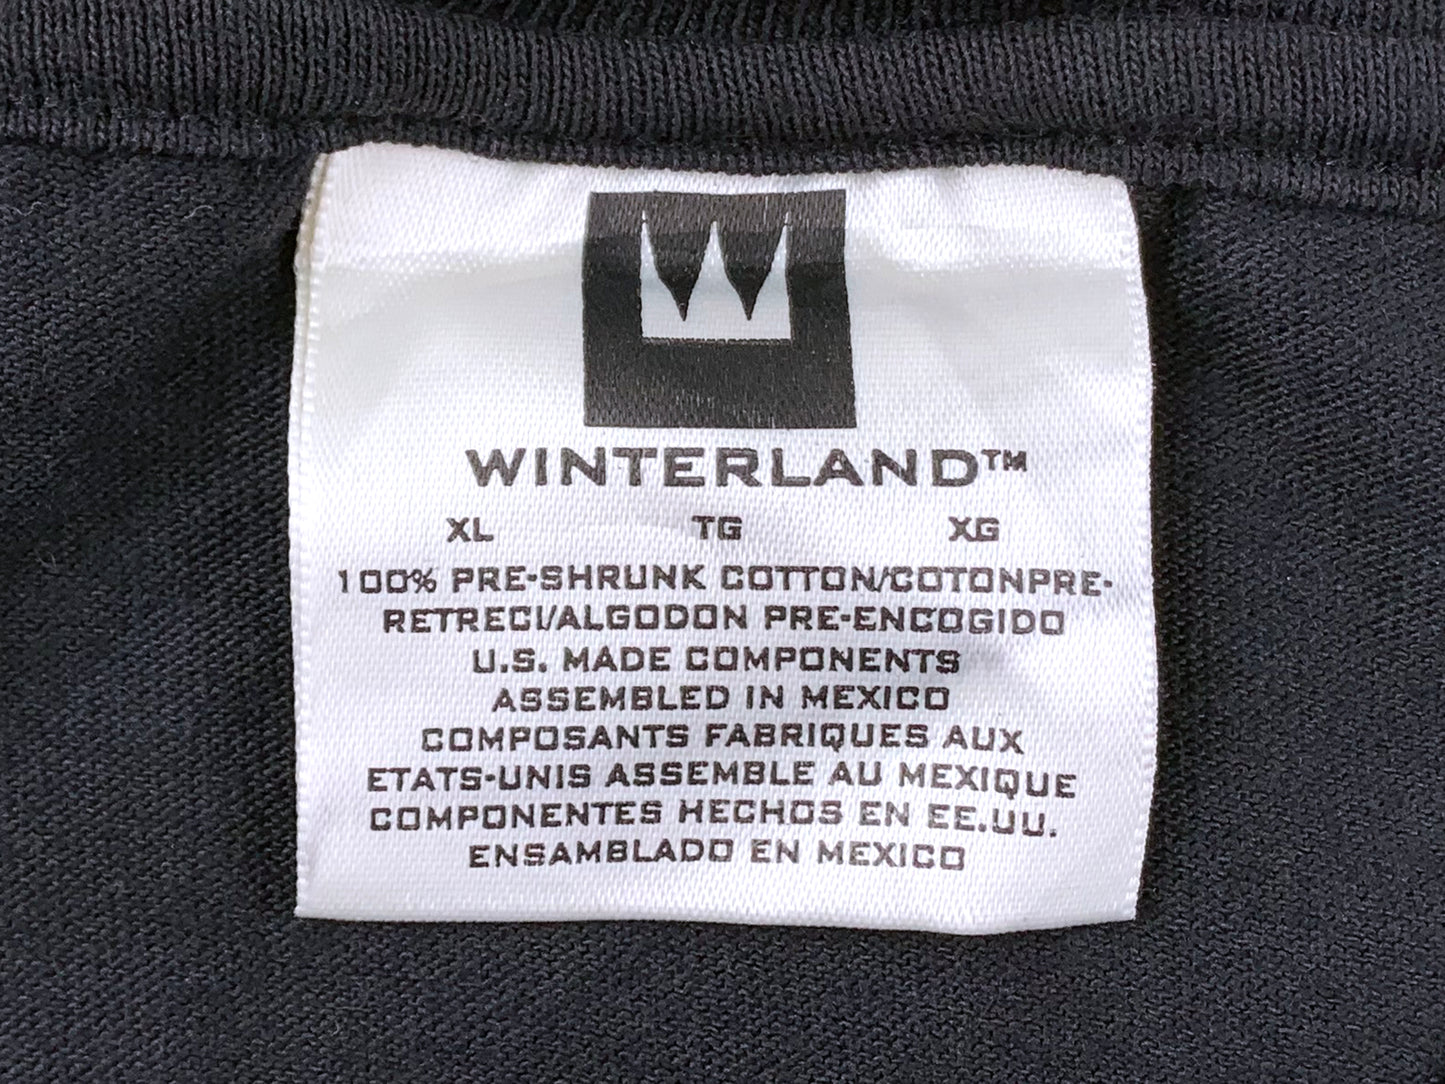 WINTERLAND™
XL TG XG
100% PRE-SHRUNK COTTON/COTONPRE-
RETRECI/ALGODON PRE-ENCOGIDO
U.S. MADE COMPONENTS
ASSEMBLED IN MEXICO
COMPOSANTS FABRIQUES AUX
ETATS-UNIS ASSEMBLE AU MEXIQUE
COMPONENTES HECHOS EN EE.UU.
ENSAMBLADO EN MEXICO